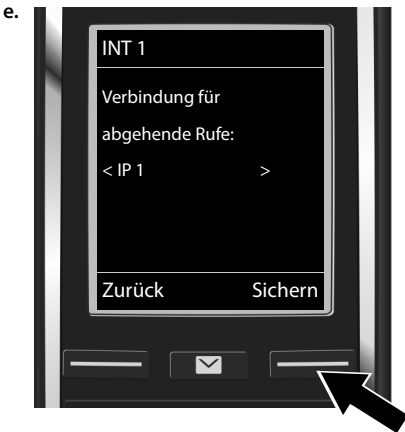 e.
INT 1
Verbindung für
abgehende Rufe:
< IP 1 >
Zurück Sichern